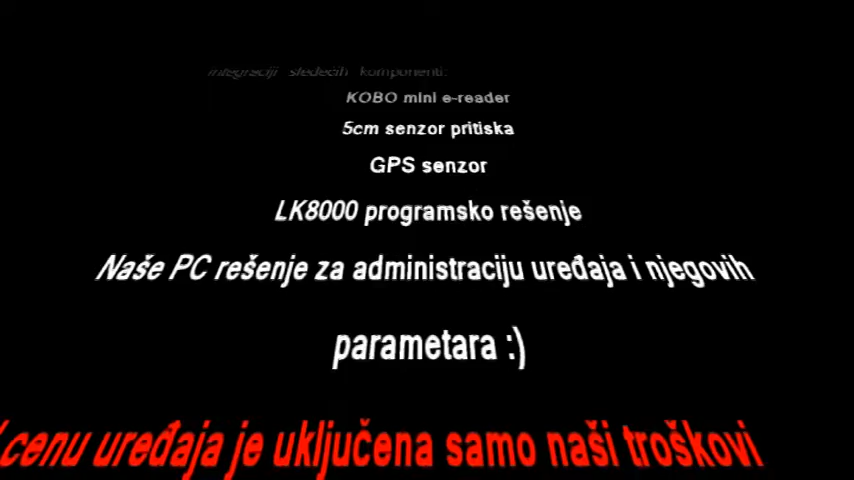 integraciji sledećih komponenti:
KOBO mini e-reader
5cm senzor pritiska
GPS senzor
LK8000 programsko rešenje
Naše PC rešenje za administraciju uređaja i njegovih
parametara :)
cenu uređaja je uključena samo naši troškovi